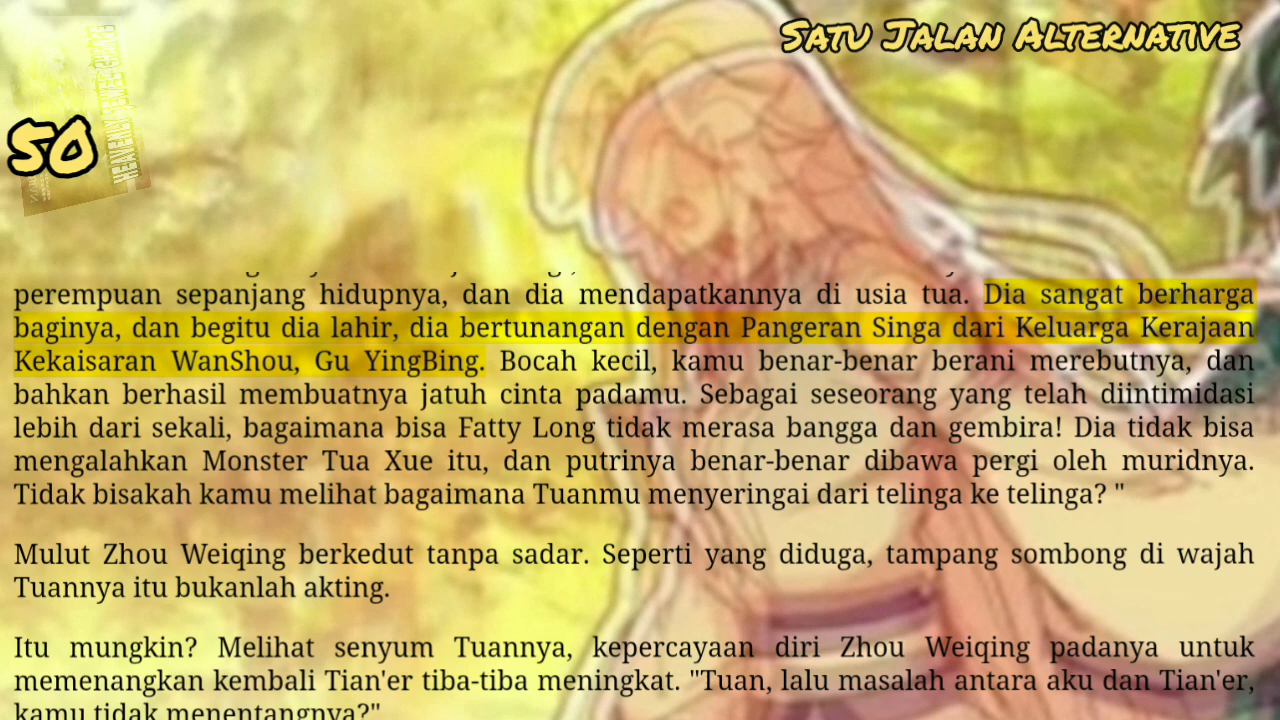 Satu Jalan Alternative
50
HEAVENLY JEWEL CHANGE
perempuan sepanjang hidupnya, dan dia mendapatkannya di usia tua. Dia sangat berharga
baginya, dan begitu dia lahir, dia bertunangan dengan Pangeran Singa dari Keluarga Kerajaan
Kekaisaran WanShou, Gu YingBing. Bocah kecil, kamu benar-benar berani merebutnya, dan
bahkan berhasil membuatnya jatuh cinta padamu. Sebagai seseorang yang telah diintimidasi
lebih dari sekali, bagaimana bisa Fatty Long tidak merasa bangga dan gembira! Dia tidak bisa
mengalahkan Monster Tua Xue itu, dan putrinya benar-benar dibawa pergi oleh muridnya.
Tidak bisakah kamu melihat bagaimana Tuanmu menyeringai dari telinga ke telinga? "
Mulut Zhou Weiqing berkedut tanpa sadar. Seperti yang diduga, tampang sombong di wajah
Tuannya itu bukanlah akting.
Itu mungkin? Melihat senyum Tuannya, kepercayaan diri Zhou Weiqing padanya untuk
memenangkan kembali Tian'er tiba-tiba meningkat. "Tuan, lalu masalah antara aku dan Tian'er,
kamu tidak menentangnya?"